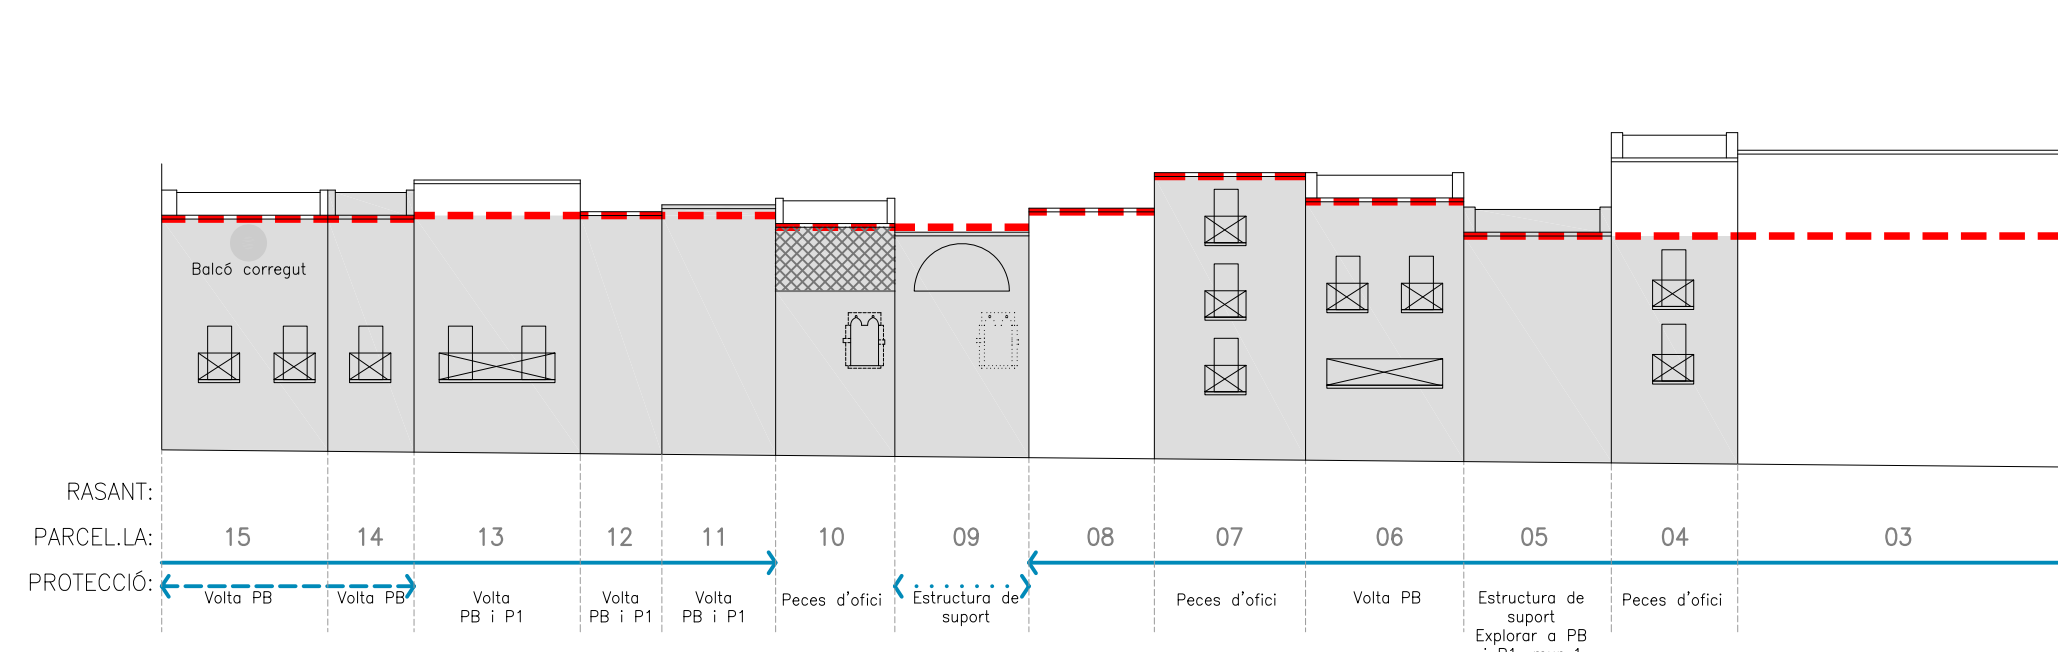 Balcó corregut
RASANT:
PARCEL.LA:
15 14 13 12 11 10 09 08 07 06 05 04 03
PROTECCIÓ:
Volta PB
Volta PB
Volta
PB i P1
Volta
PB i P1
Volta
PB i P1
Peces d'ofici
Estructura de
suport
Peces d'ofici
Volta PB
Estructura de
suport
Explorar a PB
Peces d'ofici